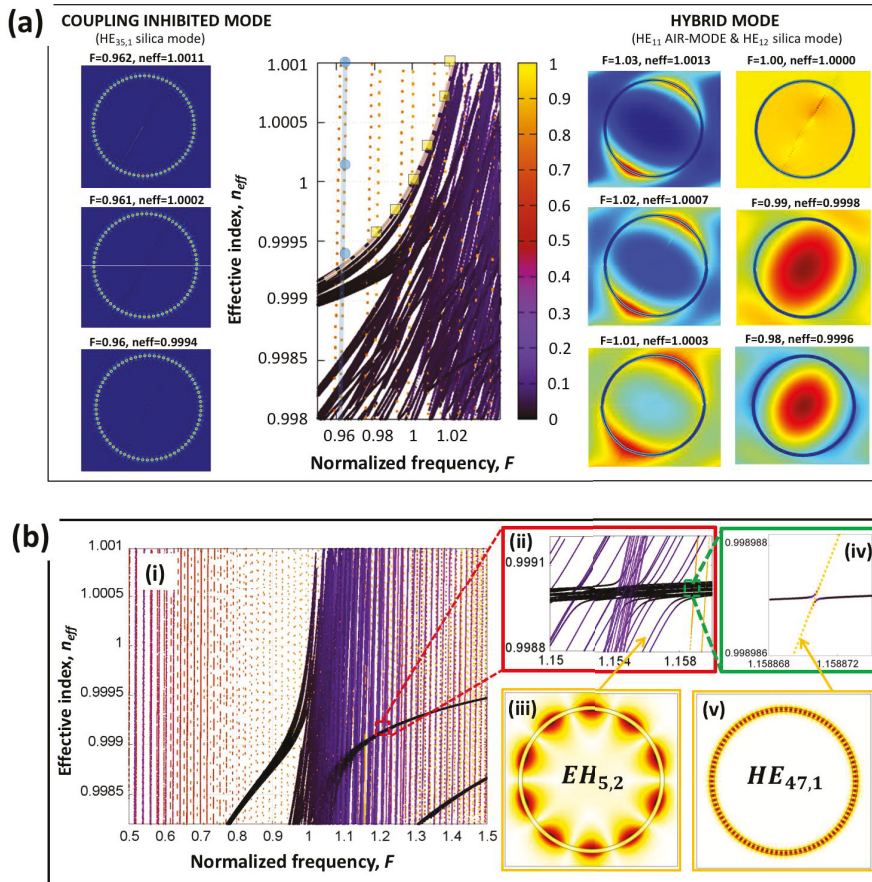 (a)
COUPLING INHIBITED MODE
(HE35,1 silica mode)
F=0.962, neff=1.0011
F=0.961, neff=1.0002
F=0.96, neff=0.9994
Effective index, neff
1.001
1.0005
1
0.9995
0.999
0.9985
0.998
0.96 0.98 1 1.02
Normalized frequency, F
1
0.9
0.8
0.7
0.6
0.5
0.4
0.3
0.2
0.1
0
HYBRID MODE
(HE11 AIR-MODE & HE12 silica mode)
F=1.03, neff=1.0013 F=1.00, neff=1.0000
F=1.02, neff=1.0007 F=0.99, neff=0.9998
F=1.01, neff=1.0003 F=0.98, neff=0.9996
(b)
(i)
Effective index, neff
1.001
1.0005
1
0.9995
0.999
0.9985
0.5 0.6 0.7 0.8 0.9 1 1.1 1.2 1.3 1.4 1.5
Normalized frequency, F
(ii)
0.9991
0.9988
1.15 1.154 1.158
(iv)
0.998988
0.998986
1.158868 1.158872
(iii)
EH5,2
(v)
HE47,1